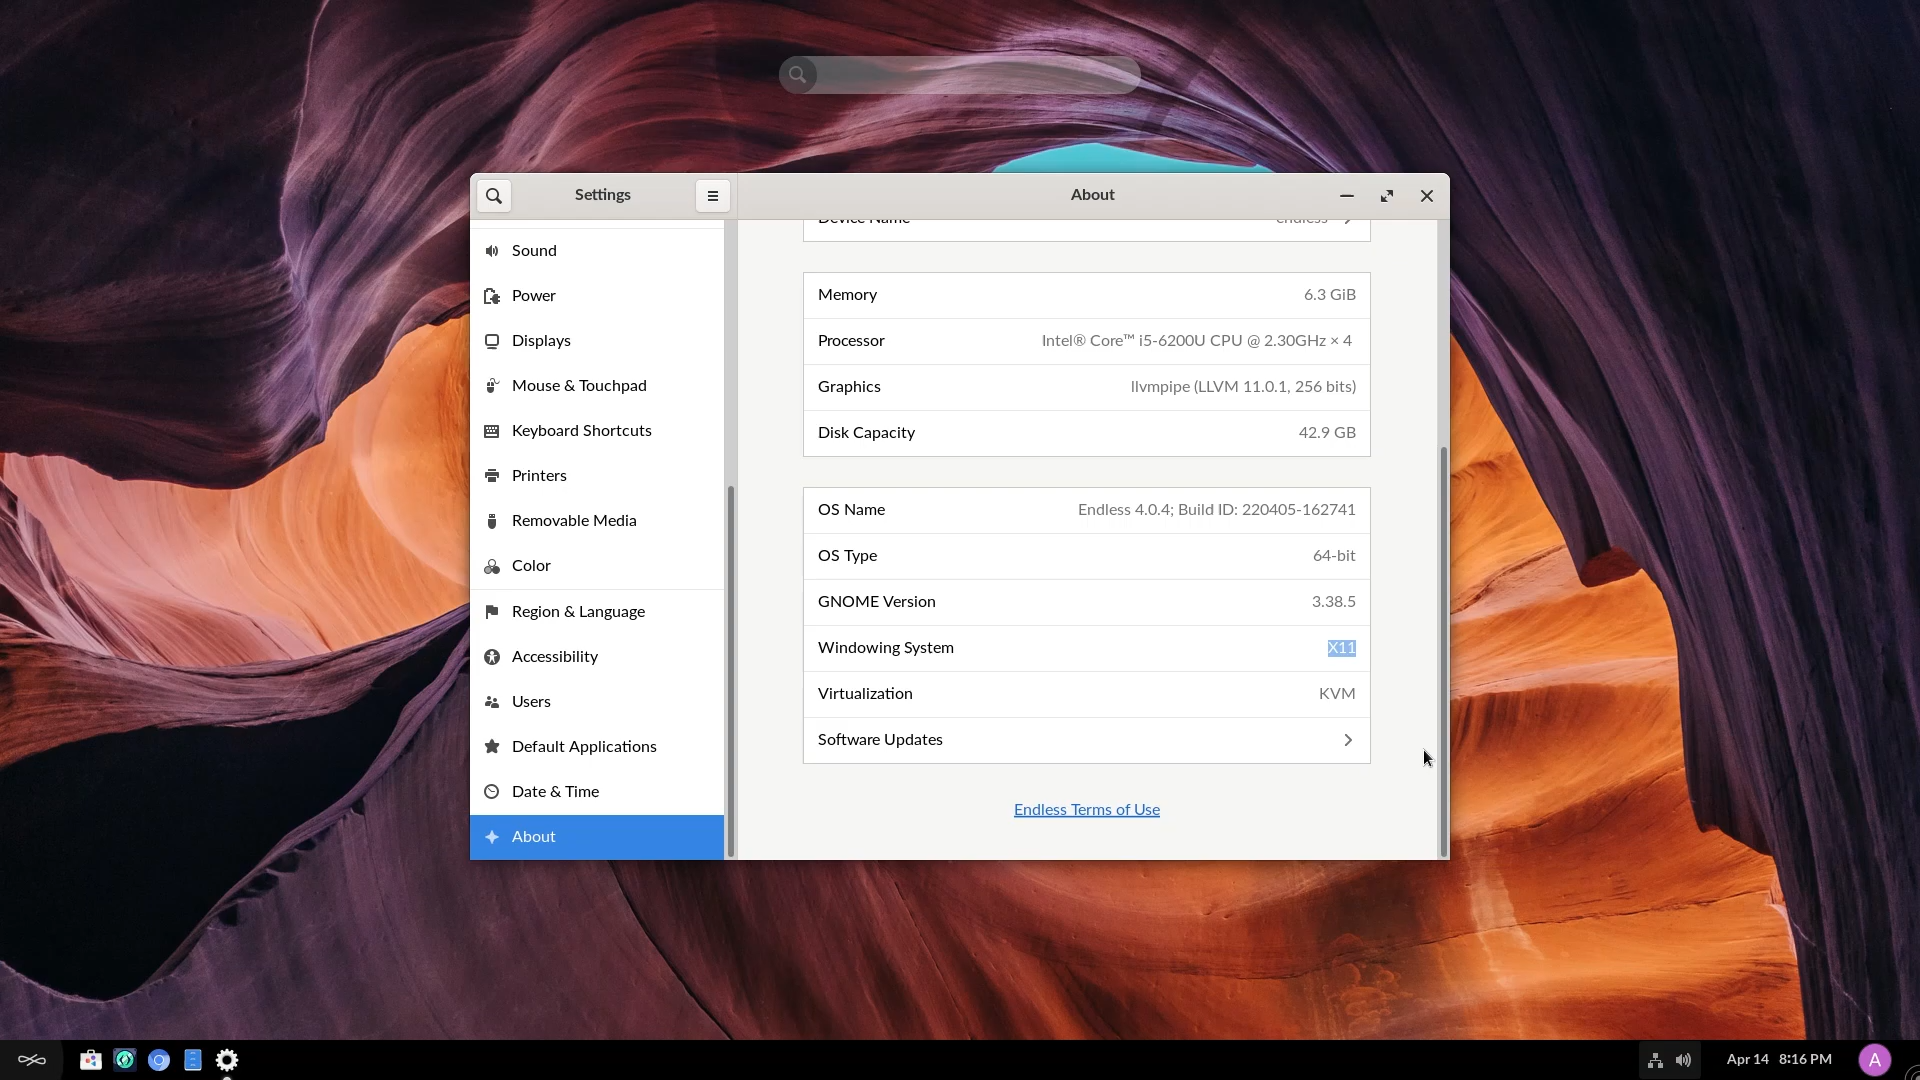 Settings
About
Sound
Power
Displays
Mouse & Touchpad
Keyboard Shortcuts
Printers
Removable Media
Color
Region & Language
Accessibility
Users
Default Applications
Date & Time
About
Device Name endless
Memory 6.3 GiB
Processor Intel® Core™ i5-6200U CPU @ 2.30GHz × 4
Graphics llvmpipe (LLVM 11.0.1, 256 bits)
Disk Capacity 42.9 GB
OS Name Endless 4.0.4; Build ID: 220405-162741
OS Type 64-bit
GNOME Version 3.38.5
Windowing System X11
Virtualization KVM
Software Updates
Endless Terms of Use
Apr 14 8:16 PM
A